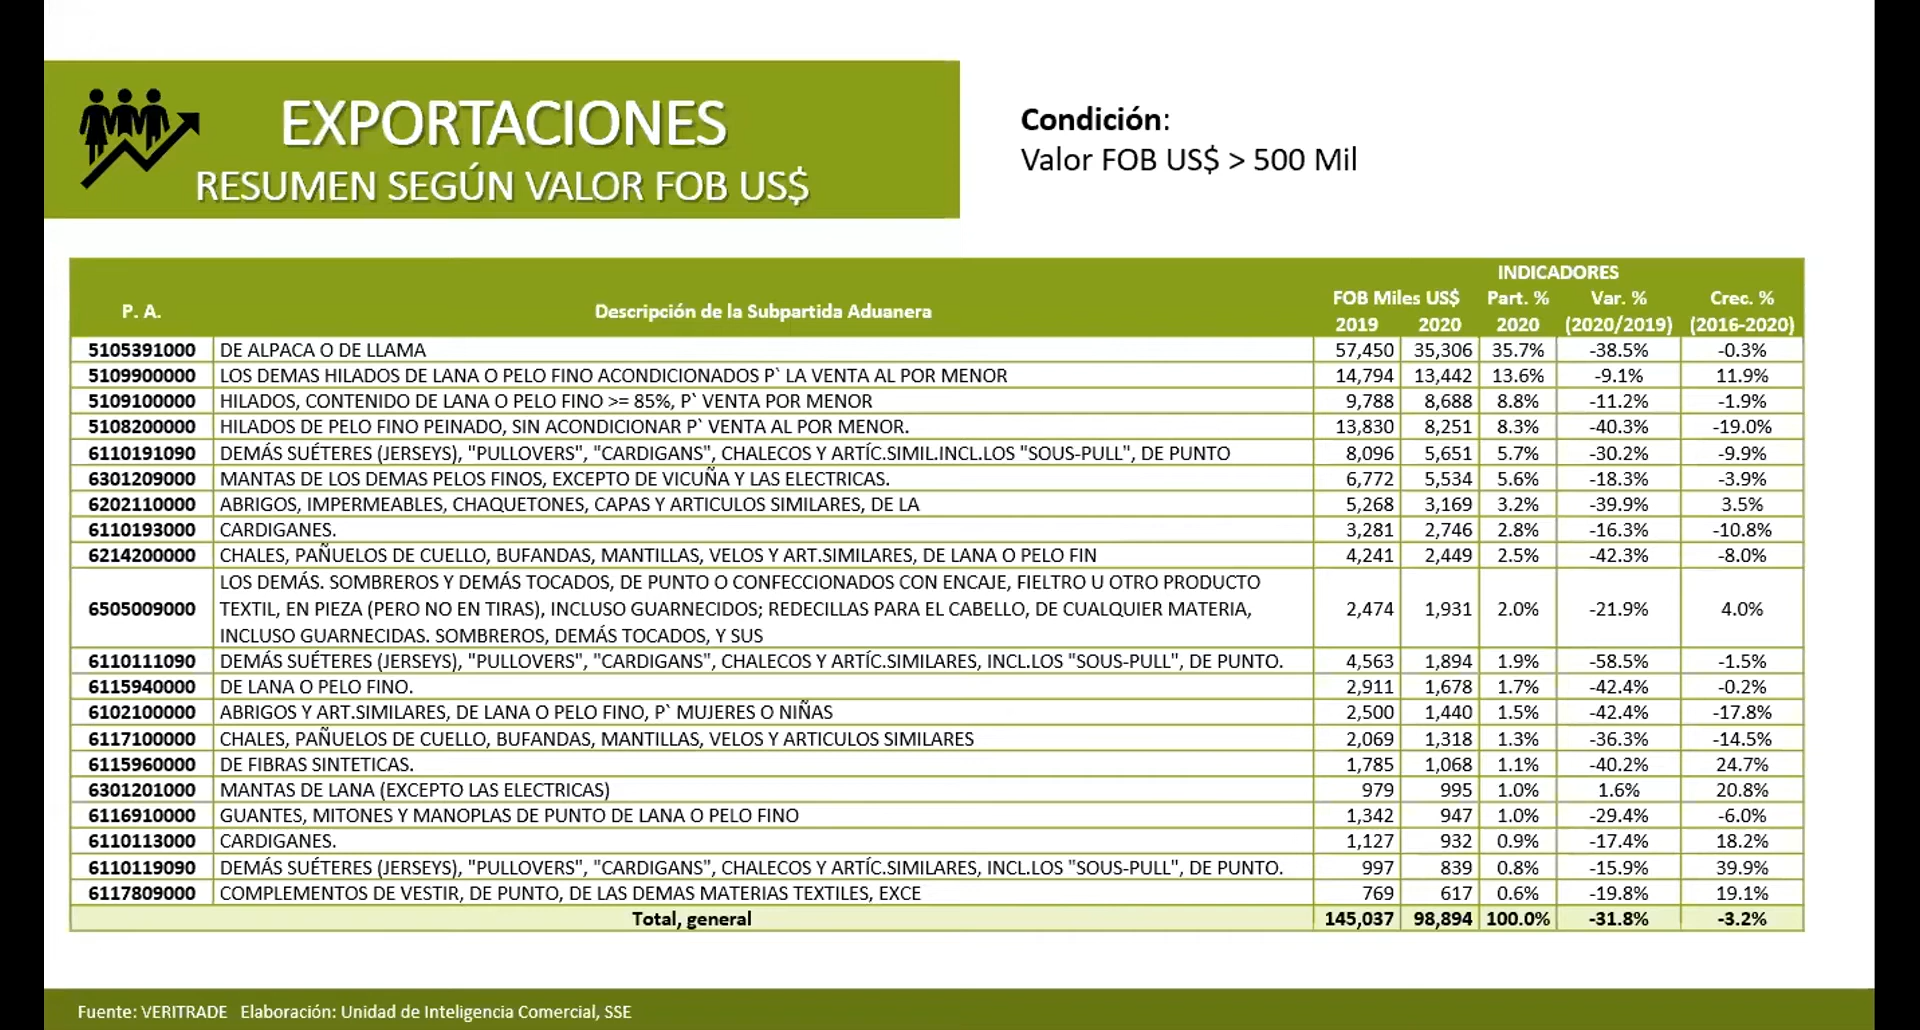 EXPORTACIONES
RESUMEN SEGÚN VALOR FOB US$
Condición:
Valor FOB US$ > 500 Mil
INDICADORES
P. A. Descripción de la Subpartida Aduanera FOB Miles US$ Part. % Var. % Crec. %
2019 2020 2020 (2020/2019) (2016-2020)
5105391000 DE ALPACA O DE LLAMA 57,450 35,306 35.7% -38.5% -0.3%
5109900000 LOS DEMAS HILADOS DE LANA O PELO FINO ACONDICIONADOS P` LA VENTA AL POR MENOR 14,794 13,442 13.6% -9.1% 11.9%
5109100000 HILADOS, CONTENIDO DE LANA O PELO FINO >= 85%, P` VENTA POR MENOR 9,788 8,688 8.8% -11.2% -1.9%
5108200000 HILADOS DE PELO FINO PEINADO, SIN ACONDICIONAR P` VENTA AL POR MENOR. 13,830 8,251 8.3% -40.3% -19.0%
6110191090 DEMÁS SUÉTERES (JERSEYS), "PULLOVERS", "CARDIGANS", CHALECOS Y ARTÍC.SIMIL.INCL.LOS "SOUS-PULL", DE PUNTO 8,096 5,651 5.7% -30.2% -9.9%
6301209000 MANTAS DE LOS DEMAS PELOS FINOS, EXCEPTO DE VICUÑA Y LAS ELECTRICAS. 6,772 5,534 5.6% -18.3% -3.9%
6202110000 ABRIGOS, IMPERMEABLES, CHAQUETONES, CAPAS Y ARTICULOS SIMILARES, DE LA 5,268 3,169 3.2% -39.9% 3.5%
6110193000 CARDIGANES. 3,281 2,746 2.8% -16.3% -10.8%
6214200000 CHALES, PAÑUELOS DE CUELLO, BUFANDAS, MANTILLAS, VELOS Y ART.SIMILARES, DE LANA O PELO FIN 4,241 2,449 2.5% -42.3% -8.0%
LOS DEMÁS. SOMBREROS Y DEMÁS TOCADOS, DE PUNTO O CONFECCIONADOS CON ENCAJE, FIELTRO U OTRO PRODUCTO
6505009000 TEXTIL, EN PIEZA (PERO NO EN TIRAS), INCLUSO GUARNECIDOS; REDECILLAS PARA EL CABELLO, DE CUALQUIER MATERIA, 2,474 1,931 2.0% -21.9% 4.0%
INCLUSO GUARNECIDAS. SOMBREROS, DEMÁS TOCADOS, Y SUS
6110111090 DEMÁS SUÉTERES (JERSEYS), "PULLOVERS", "CARDIGANS", CHALECOS Y ARTÍC.SIMILARES, INCL.LOS "SOUS-PULL", DE PUNTO. 4,563 1,894 1.9% -58.5% -1.5%
6115940000 DE LANA O PELO FINO. 2,911 1,678 1.7% -42.4% -0.2%
6102100000 ABRIGOS Y ART.SIMILARES, DE LANA O PELO FINO, P` MUJERES O NIÑAS 2,500 1,440 1.5% -42.4% -17.8%
6117100000 CHALES, PAÑUELOS DE CUELLO, BUFANDAS, MANTILLAS, VELOS Y ARTICULOS SIMILARES 2,069 1,318 1.3% -36.3% -14.5%
6115960000 DE FIBRAS SINTETICAS. 1,785 1,068 1.1% -40.2% 24.7%
6301201000 MANTAS DE LANA (EXCEPTO LAS ELECTRICAS) 979 995 1.0% 1.6% 20.8%
6116910000 GUANTES, MITONES Y MANOPLAS DE PUNTO DE LANA O PELO FINO 1,342 947 1.0% -29.4% -6.0%
6110113000 CARDIGANES. 1,127 932 0.9% -17.4% 18.2%
6110119090 DEMÁS SUÉTERES (JERSEYS), "PULLOVERS", "CARDIGANS", CHALECOS Y ARTÍC.SIMILARES, INCL.LOS "SOUS-PULL", DE PUNTO. 997 839 0.8% -15.9% 39.9%
6117809000 COMPLEMENTOS DE VESTIR, DE PUNTO, DE LAS DEMAS MATERIAS TEXTILES, EXCE 769 617 0.6% -19.8% 19.1%
Total, general 145,037 98,894 100.0% -31.8% -3.2%
Fuente: VERITRADE Elaboración: Unidad de Inteligencia Comercial, SSE